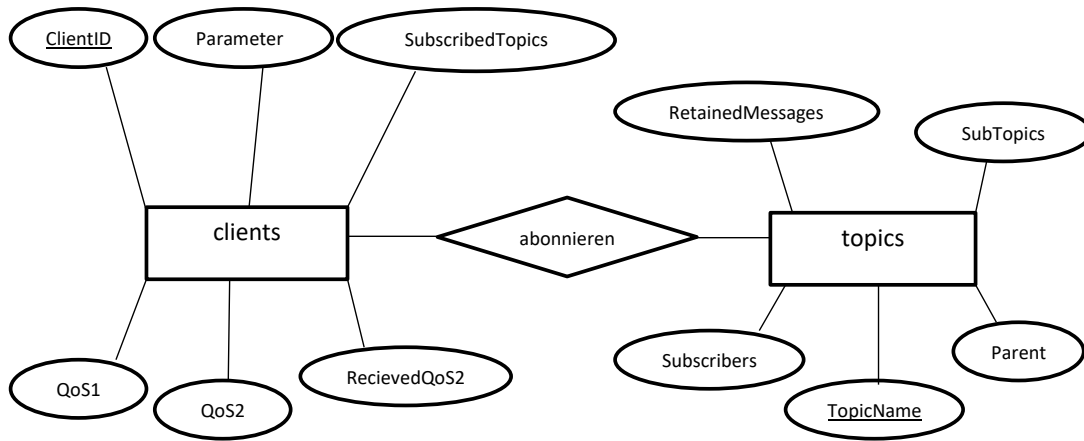 ClientID
Parameter
SubscribedTopics
RetainedMessages
SubTopics
clients
abonnieren
topics
QoS1
QoS2
RecievedQoS2
Subscribers
TopicName
Parent